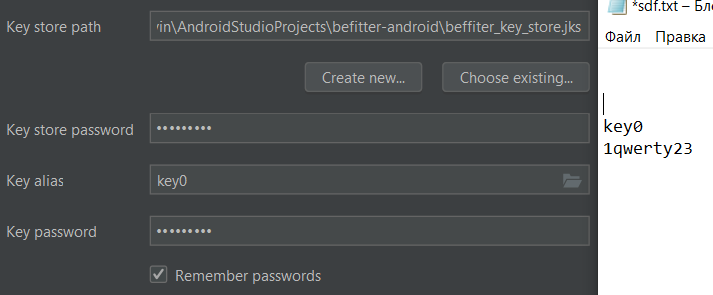 Key store path
vin\AndroidStudioProjects\befitter-android\beffiter_key_store.jks
Create new...
Choose existing...
Key store password
•••••••••
Key alias
key0
Key password
•••••••••
Remember passwords
*sdf.txt – Бл
Файл Правка
key0
1qwerty23